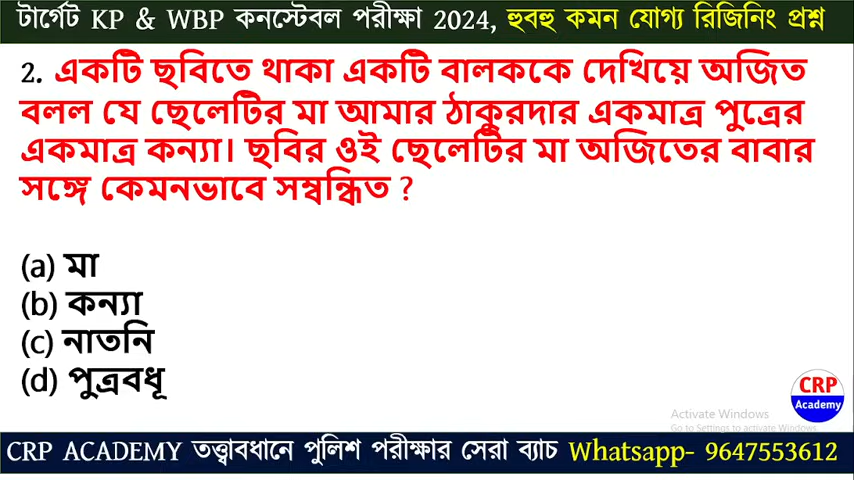 টার্গেট KP & WBP কনস্টেবল পরীক্ষা 2024, হুবহু কমন যোগ্য রিজিনিং প্রশ্ন
2. একটি ছবিতে থাকা একটি বালককে দেখিয়ে অজিত
বলল যে ছেলেটির মা আমার ঠাকুরদার একমাত্র পুত্রের
একমাত্র কন্যা। ছবির ওই ছেলেটির মা অজিতের বাবার
সঙ্গে কেমনভাবে সম্বন্ধিত ?
(a) মা
(b) কন্যা
(c) নাতনি
(d) পুত্রবধূ
CRP
Academy
Activate Windows
Go to Settings to activate Windows.
CRP ACADEMY তত্ত্বাবধানে পুলিশ পরীক্ষার সেরা ব্যাচ Whatsapp- 9647553612